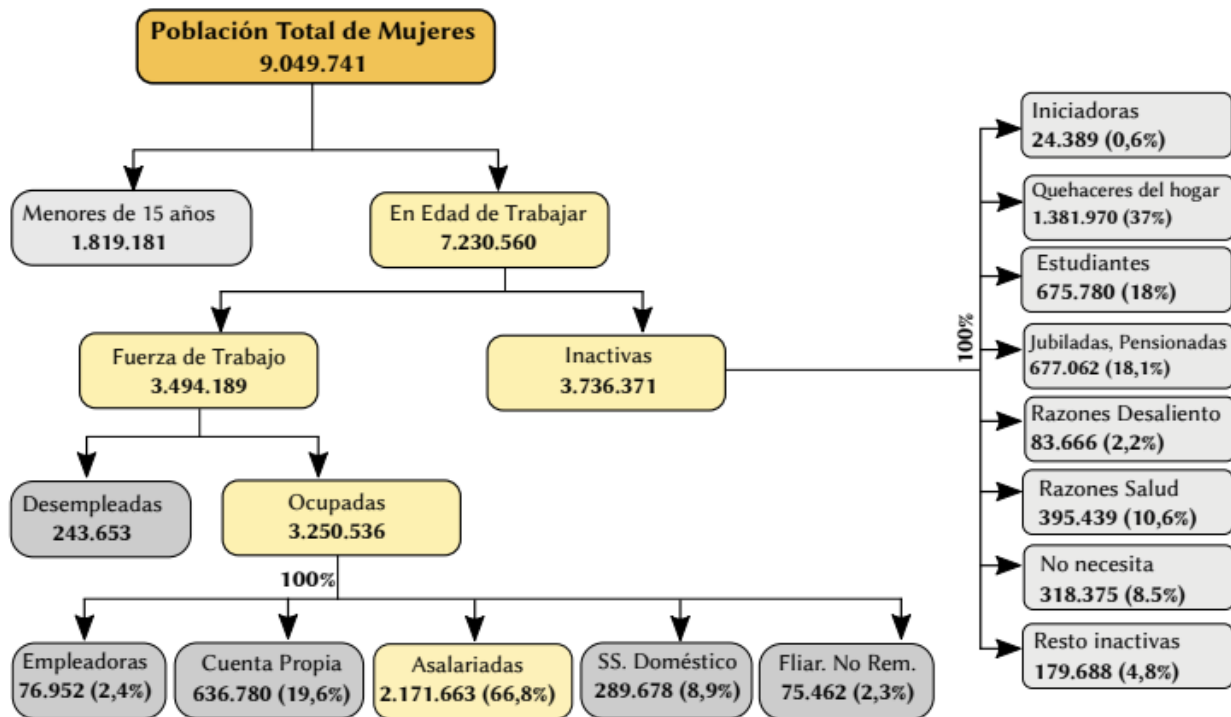 Población Total de Mujeres
9.049.741
Menores de 15 años
1.819.181
En Edad de Trabajar
7.230.560
Fuerza de Trabajo
3.494.189
Inactivas
3.736.371
Desempleadas
243.653
Ocupadas
3.250.536
100%
Empleadoras
76.952 (2,4%)
Cuenta Propia
636.780 (19,6%)
Asalariadas
2.171.663 (66,8%)
SS. Doméstico
289.678 (8,9%)
Fliar. No Rem.
75.462 (2,3%)
100%
Iniciadoras
24.389 (0,6%)
Quehaceres del hogar
1.381.970 (37%)
Estudiantes
675.780 (18%)
Jubiladas, Pensionadas
677.062 (18,1%)
Razones Desaliento
83.666 (2,2%)
Razones Salud
395.439 (10,6%)
No necesita
318.375 (8.5%)
Resto inactivas
179.688 (4,8%)